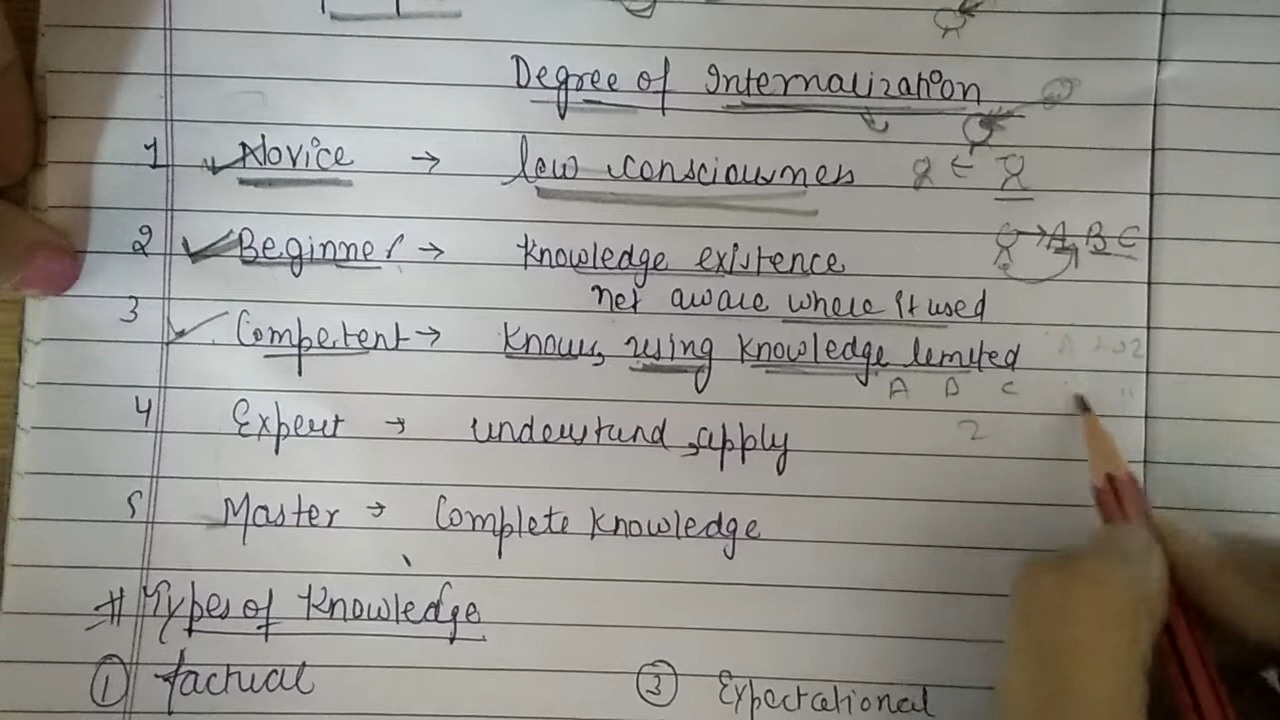 Degree of Internalization
1 Novice → low consciousness
2 Beginner → Knowledge existence A B C
not aware where it used
3 Competent → Knows, using knowledge limited
A B C
4 Expert → understand, apply 2
5 Master → Complete knowledge
# Types of Knowledge
① factual ③ Expectational